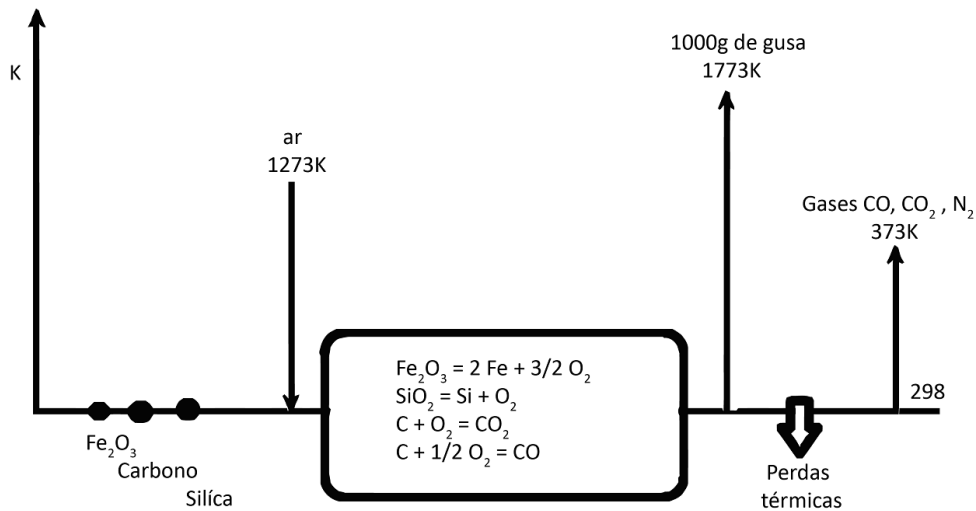 K
ar
1273K
1000g de gusa
1773K
Gases CO, CO₂ , N₂
373K
Fe₂O₃ = 2 Fe + 3/2 O₂
SiO₂ = Si + O₂
C + O₂ = CO₂
C + 1/2 O₂ = CO
298
Fe₂O₃
Carbono
Silíca
Perdas
térmicas